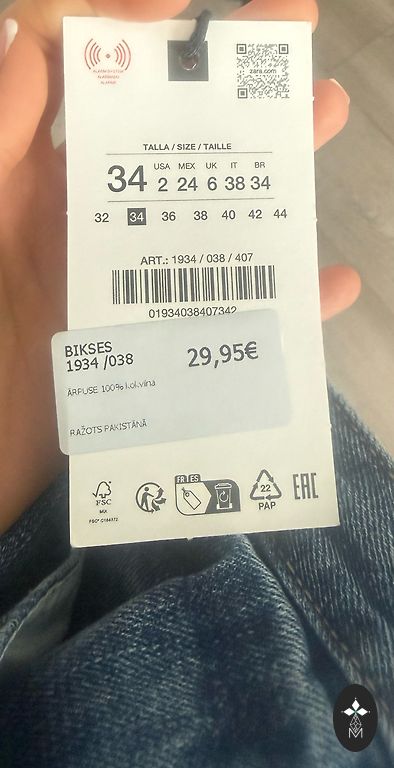 ALARM SYSTEM
zara.com
TALLA / SIZE / TAILLE
34
USA MEX UK IT BR
2 24 6 38 34
32 34 36 38 40 42 44
ART.: 1934 / 038 / 407
01934038407342
BIKSES
1934 /038
29,95€
ĀRPUSE 100% kokvilna
RAŽOTS PAKISTĀNĀ
FR ES
FSC
MIX
22
PAP
EAC
M